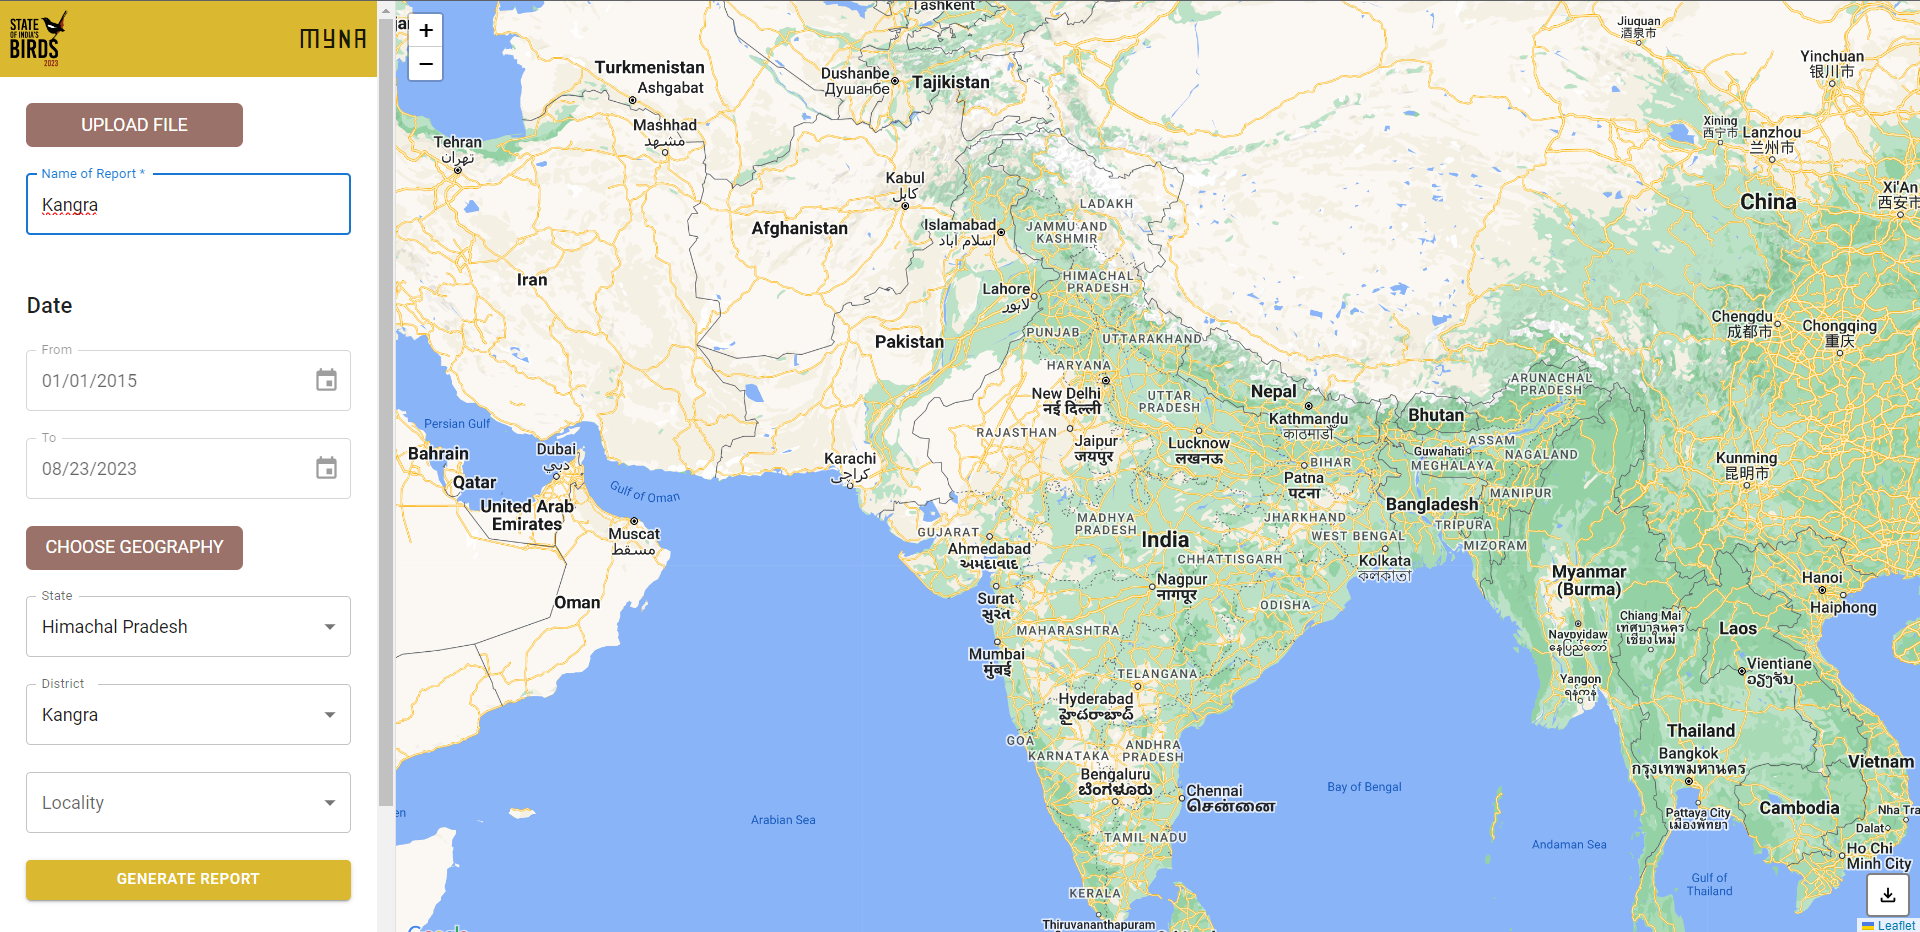 STATE
OF INDIA'S
BIRDS
2023
MYNA
UPLOAD FILE
Name of Report *
Kangra
Date
From
01/01/2015
To
08/23/2023
CHOOSE GEOGRAPHY
State
Himachal Pradesh
District
Kangra
Locality
GENERATE REPORT
+
−
Tashkent
Jiuquan
酒泉市
Yinchuan
银川市
Turkmenistan
Ashgabat
Dushanbe
Душанбе
Tajikistan
Mashhad
مشهد
Tehran
تهران
Xining
西宁市
Lanzhou
兰州市
Kabul
کابل
Xi'An
西安市
China
LADAKH
Afghanistan
Islamabad
اسلام آباد
JAMMU AND
KASHMIR
Iran
HIMACHAL
PRADESH
Lahore
لاہور
Chengdu
成都市
Chongqing
重庆
PUNJAB
UTTARAKHAND
Pakistan
HARYANA
New Delhi
नई दिल्ली
UTTAR
PRADESH
Nepal
Kathmandu
काठमाडौं
ARUNACHAL
PRADESH
Bhutan
Persian Gulf
RAJASTHAN
Jaipur
जयपुर
Lucknow
लखनऊ
ASSAM
Guwahati
NAGALAND
MEGHALAYA
Bahrain
Dubai
دبي
Karachi
کراچی
BIHAR
Patna
पटना
Kunming
昆明市
Qatar
Gulf of Oman
United Arab
Emirates
Bangladesh
MANIPUR
Muscat
مسقط
GUJARAT
Ahmedabad
અમદાવાદ
MADHYA
PRADESH
India
JHARKHAND
WEST BENGAL
TRIPURA
MIZORAM
CHHATTISGARH
Kolkata
কলকাতা
Nagpur
नागपूर
Myanmar
(Burma)
Hanoi
Haiphong
Oman
Surat
સુરત
ODISHA
Chiang Mai
เทศบาลนคร
เชียงใหม่
Laos
MAHARASHTRA
Naypyidaw
နေပြည်တော်
Mumbai
मुंबई
TELANGANA
Vientiane
ວຽງຈັນ
Hyderabad
హైదరాబాద్
Yangon
ရန်ကုန်
GOA
KARNATAKA
ANDHRA
PRADESH
Thailand
Bangkok
กรุงเทพมหานคร
Vietnam
Bengaluru
ಬೆಂಗಳೂರು
Chennai
சென்னை
Bay of Bengal
Cambodia
Pattaya City
เมืองพัทยา
Nha Tra
Dalat
Arabian Sea
TAMIL NADU
Andaman Sea
Ho Chi
Minh City
Gulf of
Thailand
KERALA
Thiruvananthapuram
Google
Leaflet